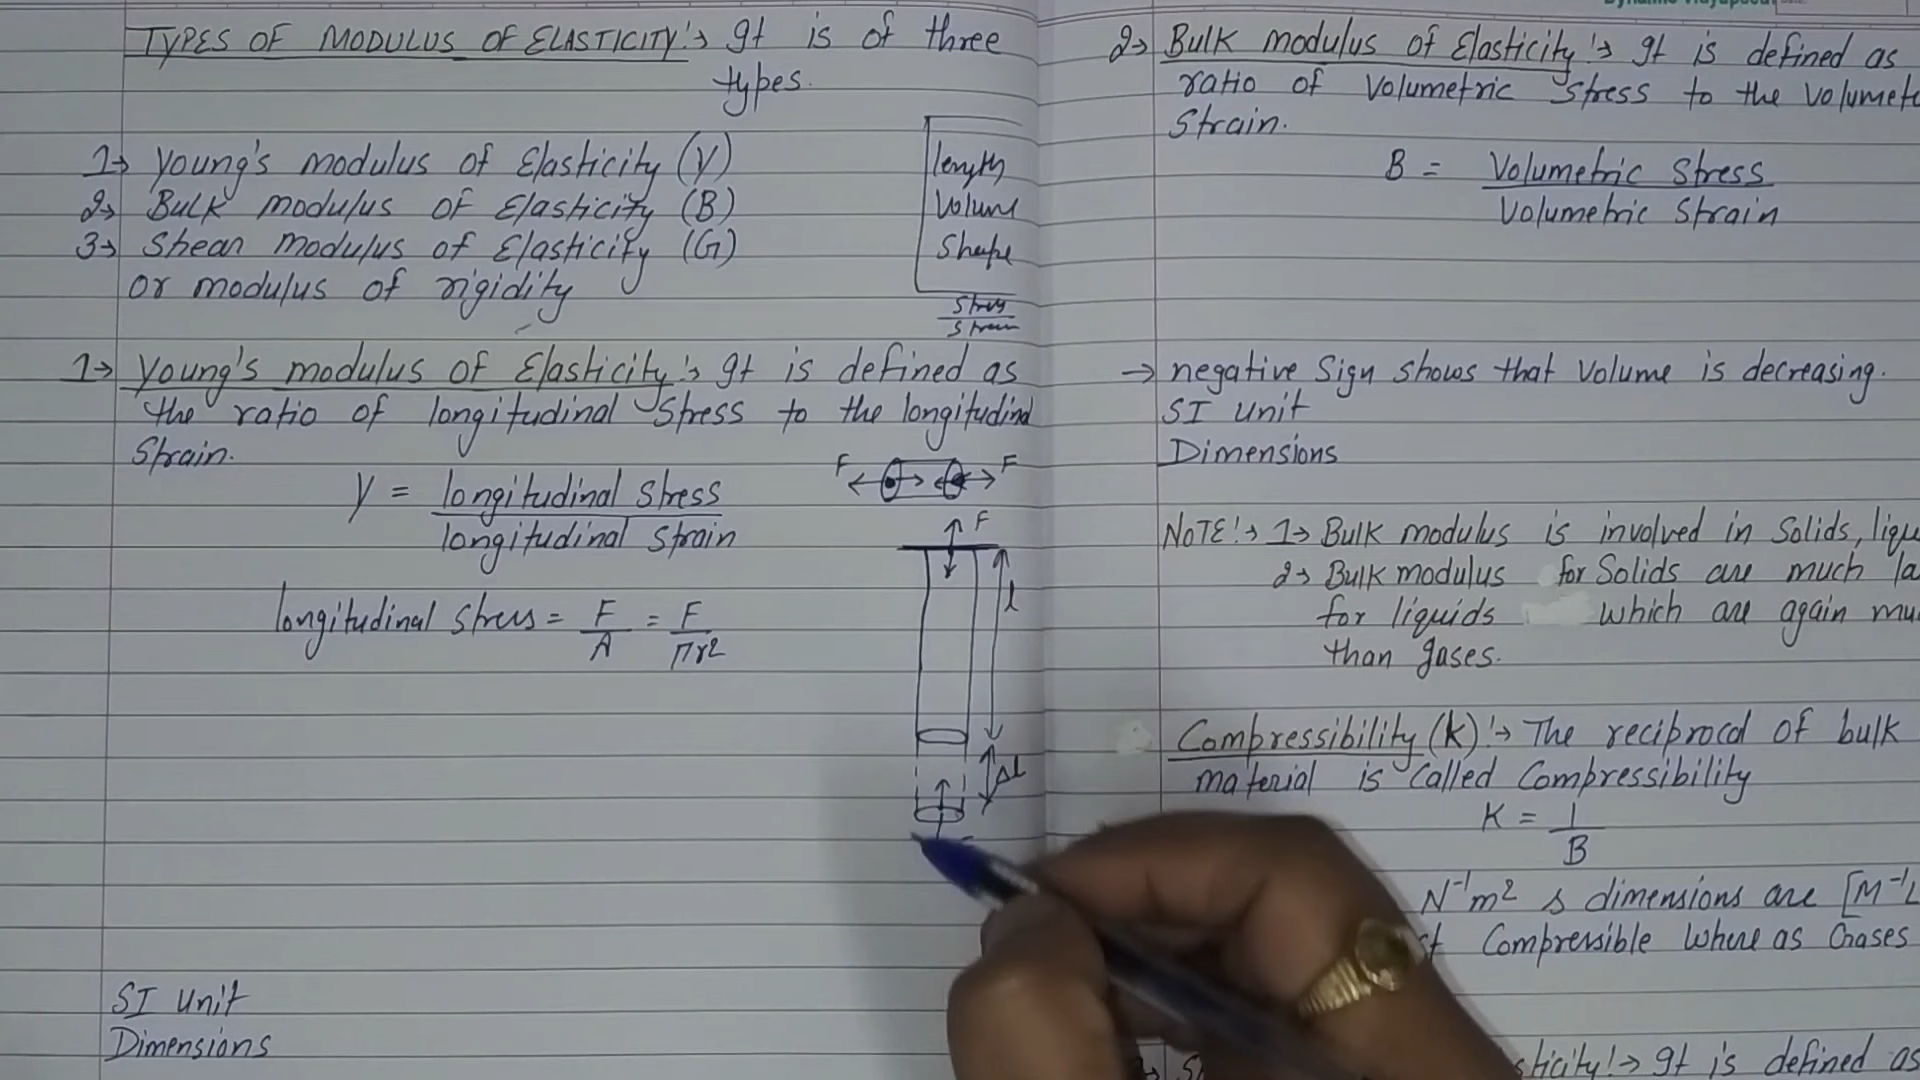 TYPES OF MODULUS OF ELASTICITY :→ It is of three
types.
1→ Young's modulus of Elasticity (Y)
2→ Bulk modulus of Elasticity (B)
3→ Shear modulus of Elasticity (G)
or modulus of rigidity
length
Volume
Shape
Stress
Strain
1→ Young's modulus of Elasticity :→ It is defined as
the ratio of longitudinal Stress to the longitudinal
Strain.
Y = longitudinal Stress
longitudinal Strain
F F
F
l
longitudinal stress = F/A = F/πr²
Δl
SI unit
Dimensions
2→ Bulk modulus of Elasticity :→ It is defined as
ratio of Volumetric Stress to the
Strain.
B = Volumetric Stress
Volumetric Strain
→ negative Sign shows that Volume is decreasing.
SI unit
Dimensions
NOTE :→ 1→ Bulk modulus is involved in Solids,
2→ Bulk modulus for Solids are much
for liquids which are again
than gases.
Compressibility (K) :→ The reciprocal of bulk
material is Called Compressibility
K = 1/B
N⁻¹m² & dimensions are [M⁻¹L
Compressible Where as Gases
:→ It is defined as